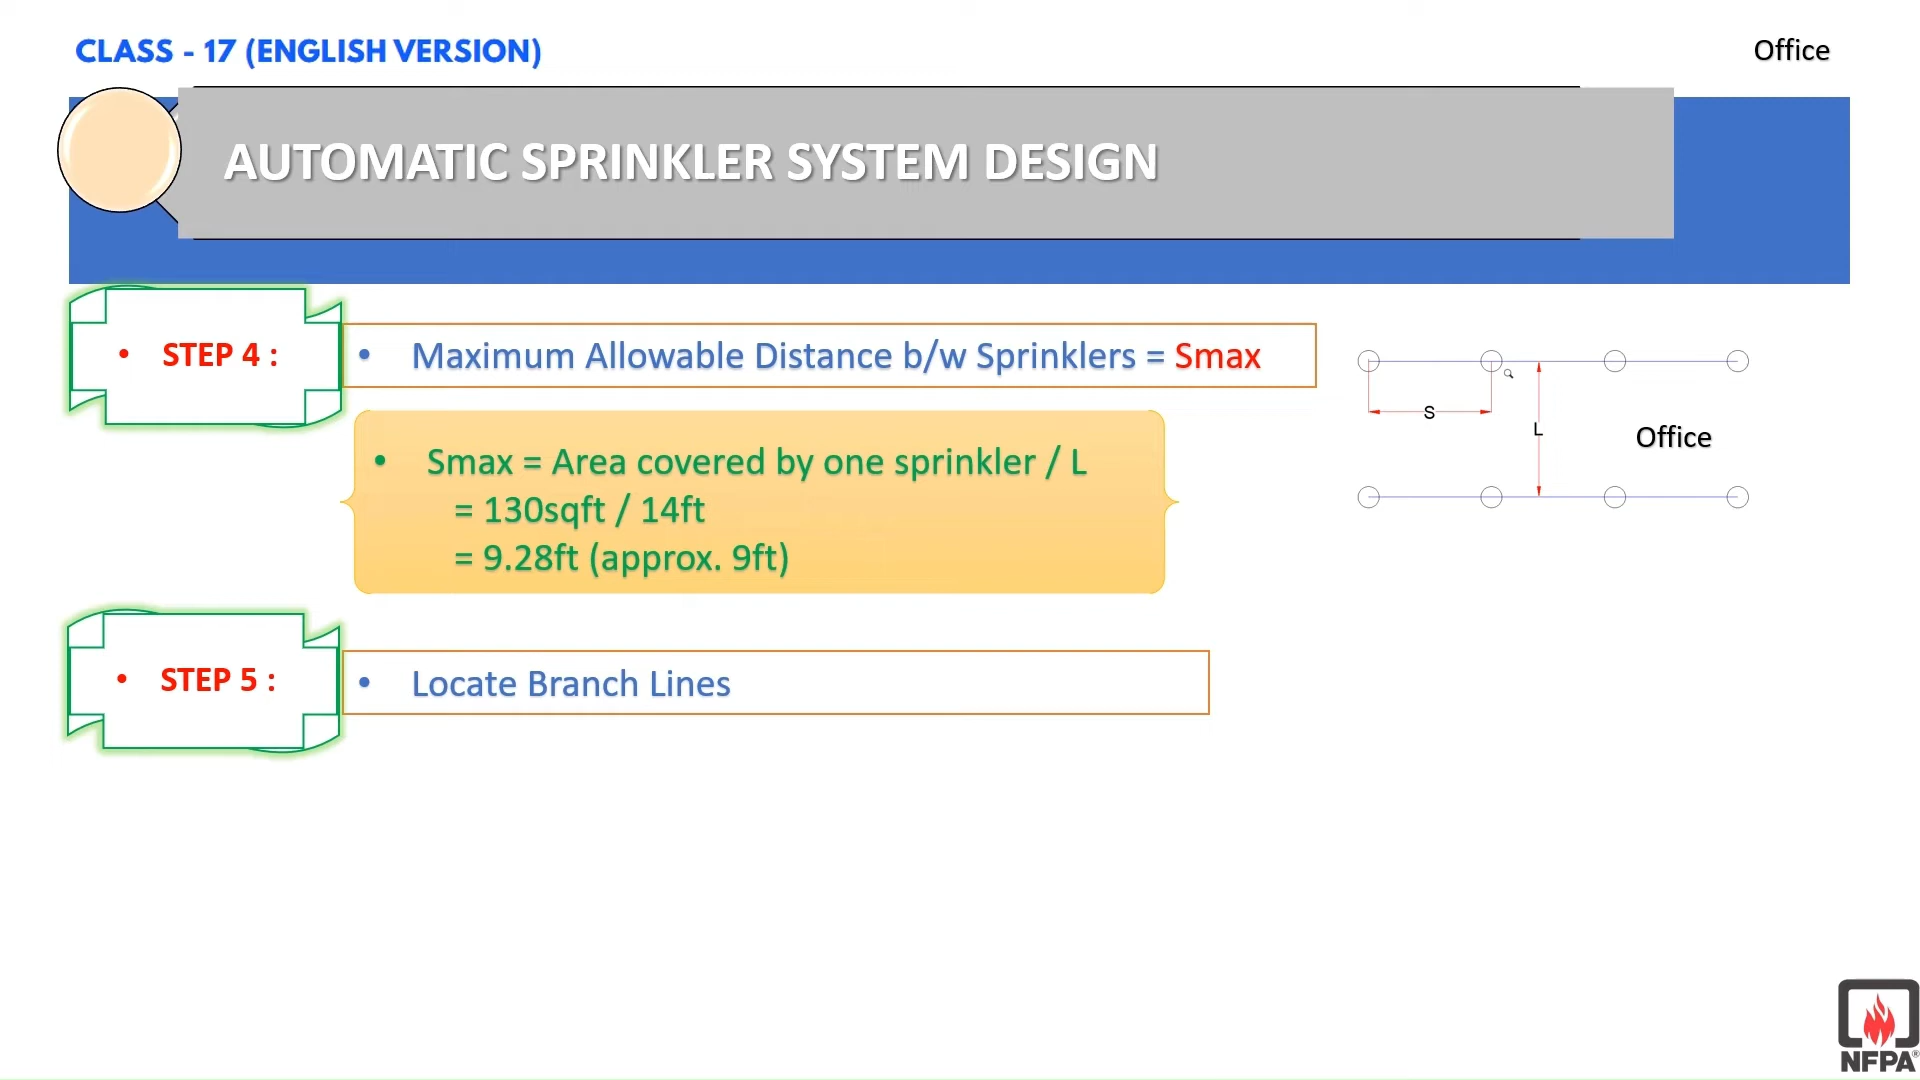 CLASS - 17 (ENGLISH VERSION)
Office
AUTOMATIC SPRINKLER SYSTEM DESIGN
• STEP 4 :
• Maximum Allowable Distance b/w Sprinklers = Smax
• Smax = Area covered by one sprinkler / L
= 130sqft / 14ft
= 9.28ft (approx. 9ft)
S
L
Office
• STEP 5 :
• Locate Branch Lines
NFPA®